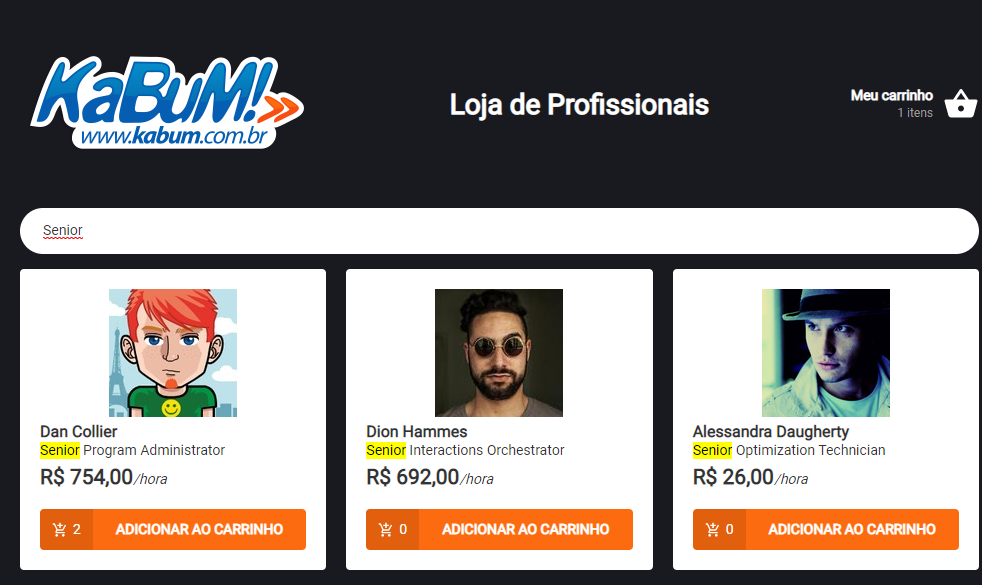 KaBuM!
www.kabum.com.br
Loja de Profissionais
Meu carrinho
1 itens
Senior
Dan Collier
Senior Program Administrator
R$ 754,00/hora
2 ADICIONAR AO CARRINHO
Dion Hammes
Senior Interactions Orchestrator
R$ 692,00/hora
0 ADICIONAR AO CARRINHO
Alessandra Daugherty
Senior Optimization Technician
R$ 26,00/hora
0 ADICIONAR AO CARRINHO